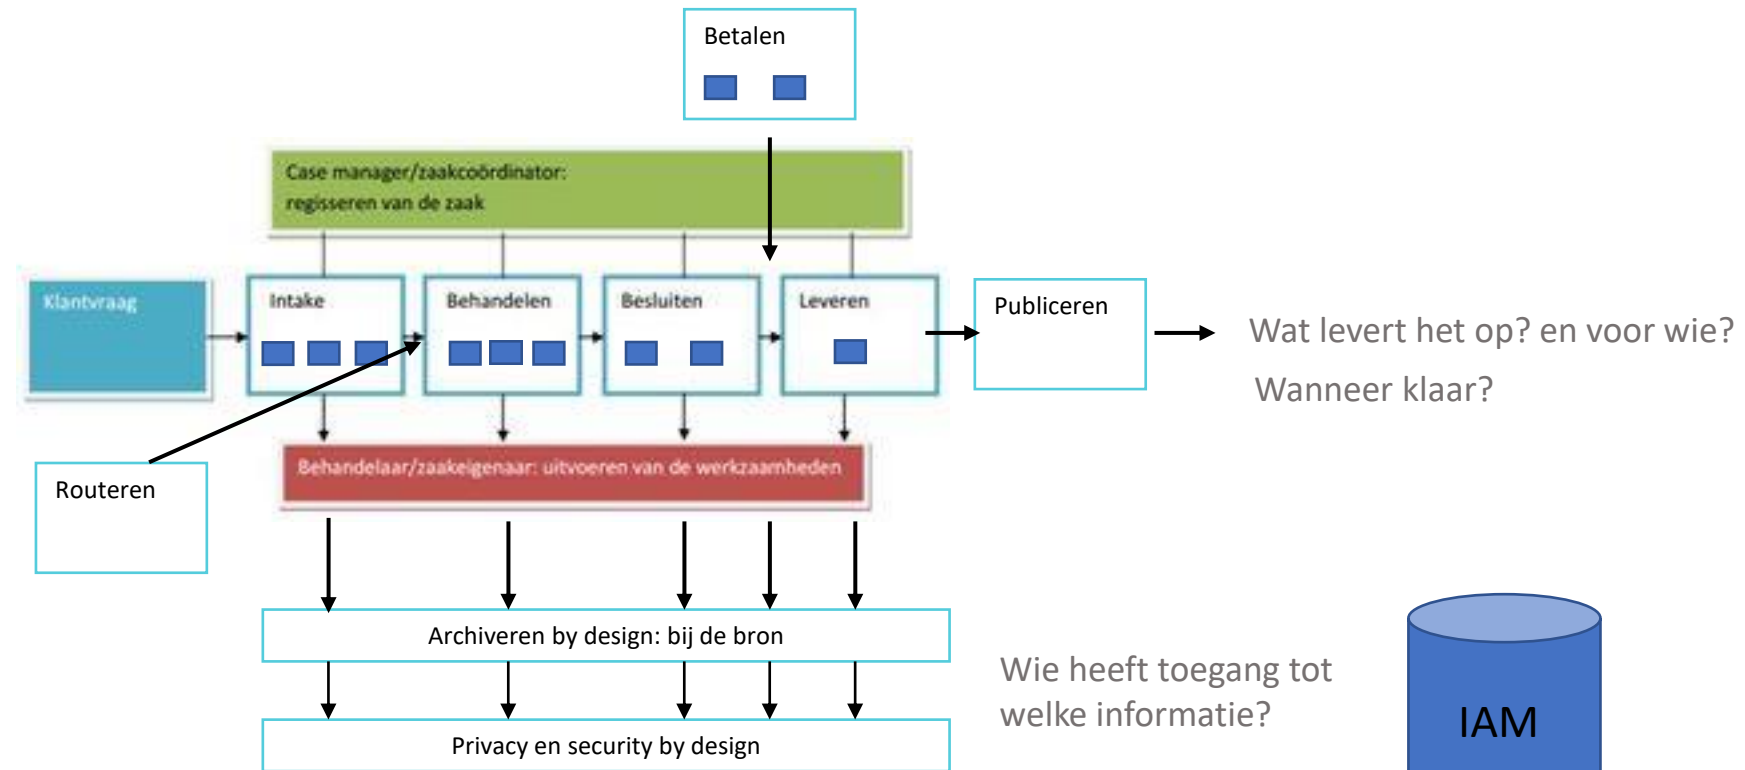 Betalen
Case manager/zaakcoördinator:
regisseren van de zaak
Klantvraag
Intake
Behandelen
Besluiten
Leveren
Publiceren
Wat levert het op? en voor wie?
Wanneer klaar?
Behandelaar/zaakeigenaar: uitvoeren van de werkzaamheden
Routeren
Archiveren by design: bij de bron
Wie heeft toegang tot
welke informatie?
IAM
Privacy en security by design